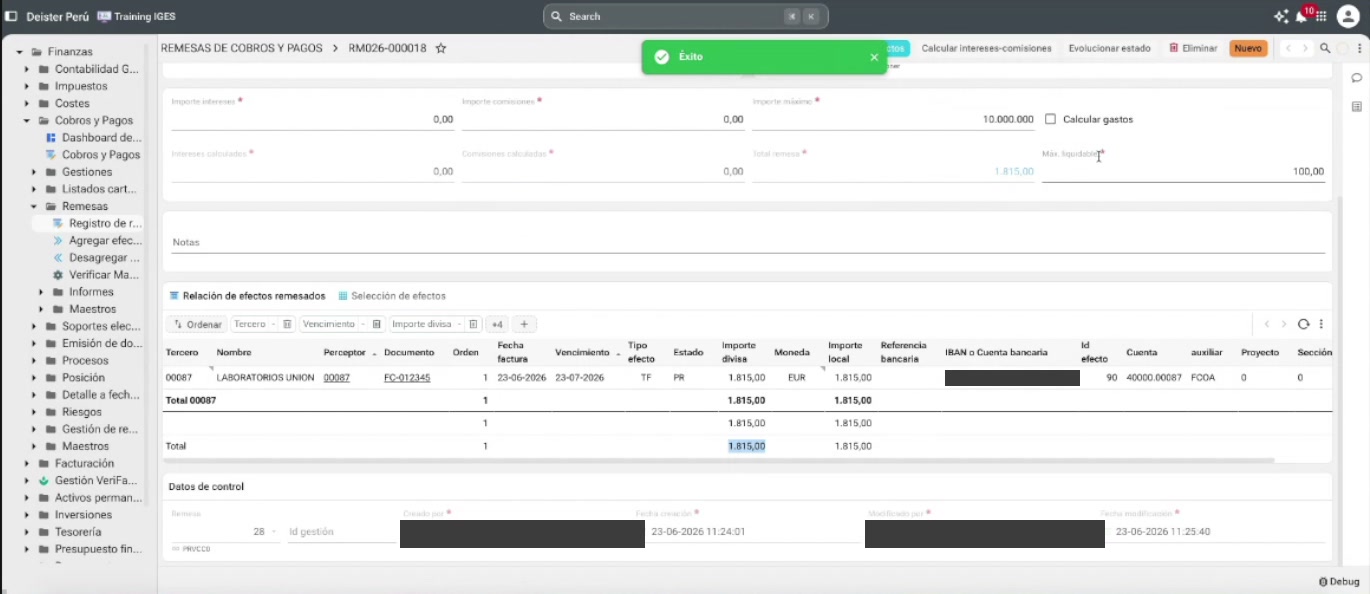 Deister Perú Training IGES
Search ⌘ K
10
Finanzas
Contabilidad G...
Impuestos
Costes
Cobros y Pagos
Dashboard de...
Cobros y Pagos
Gestiones
Listados cart...
Remesas
Registro de r...
Agregar efec...
Desagregar ...
Verificar Ma...
Informes
Maestros
Soportes elec...
Emisión de do...
Procesos
Posición
Detalle a fech...
Riesgos
Gestión de re...
Maestros
Facturación
Gestión VeriFa...
Activos perman...
Inversiones
Tesorería
Presupuesto fin...
REMESAS DE COBROS Y PAGOS > RM026-000018
Éxito
Calcular intereses-comisiones Evolucionar estado Eliminar Nuevo
Importe intereses * Importe comisiones * Importe máximo *
0,00 0,00 10.000.000 Calcular gastos
Intereses calculados * Comisiones calculadas * Total remesa * Máx. liquidable *
0,00 0,00 1.815,00 100,00
Notas
Relación de efectos remesados Selección de efectos
Ordenar Tercero - Vencimiento - Importe divisa - +4 +
Tercero Nombre Perceptor Documento Orden Fecha factura Vencimiento Tipo efecto Estado Importe divisa Moneda Importe local Referencia bancaria IBAN o Cuenta bancaria Id efecto Cuenta auxiliar Proyecto Sección
00087 LABORATORIOS UNION 00087 FC-012345 1 23-06-2026 23-07-2026 TF PR 1.815,00 EUR 1.815,00 90 40000.00087 FCOA 0 0
Total 00087 1 1.815,00 1.815,00
1 1.815,00 1.815,00
Total 1 1.815,00 1.815,00
Datos de control
Remesa Creado por * Fecha creación * Modificado por * Fecha modificación *
28 - Id gestión 23-06-2026 11:24:01 23-06-2026 11:25:40
PRVCCO
Debug